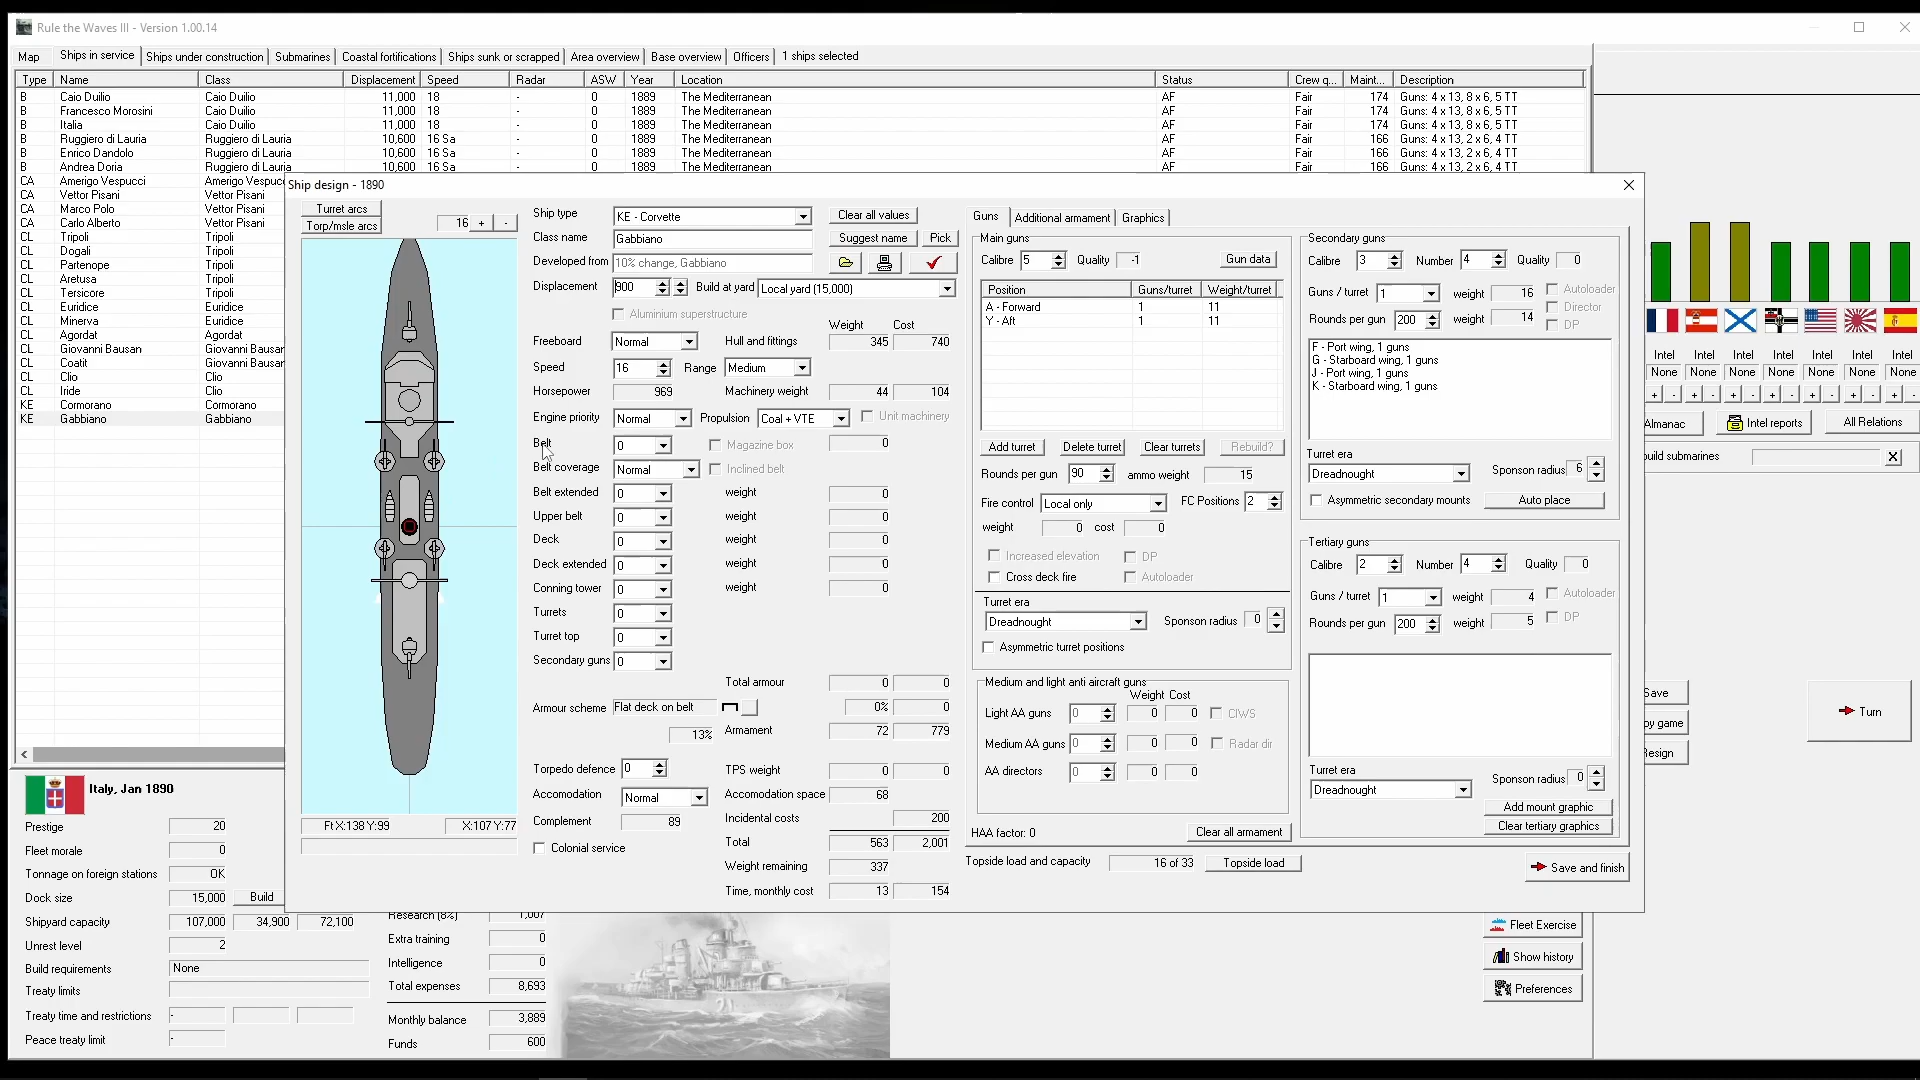 Rule the Waves III - Version 1.00.14
Map Ships in service Ships under construction Submarines Coastal fortifications Ships sunk or scrapped Area overview Base overview Officers 1 ships selected
Type Name Class Displacement Speed Radar ASW Year Location Status Crew q... Maint... Description
B Caio Duilio Caio Duilio 11,000 18 - 0 1889 The Mediterranean AF Fair 174 Guns: 4 x 13, 8 x 6, 5 TT
B Francesco Morosini Caio Duilio 11,000 18 - 0 1889 The Mediterranean AF Fair 174 Guns: 4 x 13, 8 x 6, 5 TT
B Italia Caio Duilio 11,000 18 - 0 1889 The Mediterranean AF Fair 174 Guns: 4 x 13, 8 x 6, 5 TT
B Ruggiero di Lauria Ruggiero di Lauria 10,600 16 Sa - 0 1889 The Mediterranean AF Fair 166 Guns: 4 x 13, 2 x 6, 4 TT
B Enrico Dandolo Ruggiero di Lauria 10,600 16 Sa - 0 1889 The Mediterranean AF Fair 166 Guns: 4 x 13, 2 x 6, 4 TT
B Andrea Doria Ruggiero di Lauria 10,600 16 Sa - 0 1889 The Mediterranean AF Fair 166 Guns: 4 x 13, 2 x 6, 4 TT
CA Amerigo Vespucci Amerigo Vespucc
CA Vettor Pisani Vettor Pisani
CA Marco Polo Vettor Pisani
CA Carlo Alberto Vettor Pisani
CL Tripoli Tripoli
CL Dogali Tripoli
CL Partenope Tripoli
CL Aretusa Tripoli
CL Tersicore Tripoli
CL Euridice Euridice
CL Minerva Euridice
CL Agordat Agordat
CL Giovanni Bausan Giovanni Bausan
CL Coatit Giovanni Bausan
CL Clio Clio
CL Iride Clio
KE Cormorano Cormorano
KE Gabbiano Gabbiano
Ship design - 1890
Turret arcs
Torp/msle arcs
16 + -
Ft X:138 Y:99 X:107 Y:77
Ship type KE - Corvette Clear all values
Class name Gabbiano Suggest name Pick
Developed from 10% change, Gabbiano
Displacement 900 Build at yard Local yard (15,000)
Aluminium superstructure
Weight Cost
Freeboard Normal Hull and fittings 345 740
Speed 16 Range Medium
Horsepower 969 Machinery weight 44 104
Engine priority Normal Propulsion Coal + VTE Unit machinery
Belt 0 Magazine box 0
Belt coverage Normal Inclined belt
Belt extended 0 weight 0
Upper belt 0 weight 0
Deck 0 weight 0
Deck extended 0 weight 0
Conning tower 0 weight 0
Turrets 0
Turret top 0
Secondary guns 0
Total armour 0 0
Armour scheme Flat deck on belt 0% 0
13% Armament 72 779
Torpedo defence 0 TPS weight 0 0
Accomodation Normal Accomodation space 68
Complement 89 Incidental costs 200
Colonial service Total 563 2,001
Weight remaining 337
Time, monthly cost 13 154
Guns Additional armament Graphics
Main guns
Calibre 5 Quality -1 Gun data
Position Guns/turret Weight/turret
A - Forward 1 11
Y - Aft 1 11
Add turret Delete turret Clear turrets Rebuild?
Rounds per gun 90 ammo weight 15
Fire control Local only FC Positions 2
weight 0 cost 0
Increased elevation DP
Cross deck fire Autoloader
Turret era
Dreadnought Sponson radius 0
Asymmetric turret positions
Medium and light anti aircraft guns
Weight Cost
Light AA guns 0 0 0 CIWS
Medium AA guns 0 0 0 Radar dir
AA directors 0 0 0
HAA factor: 0 Clear all armament
Topside load and capacity 16 of 33 Topside load
Secondary guns
Calibre 3 Number 4 Quality 0
Guns / turret 1 weight 16 Autoloader
Director
Rounds per gun 200 weight 14 DP
F - Port wing, 1 guns
G - Starboard wing, 1 guns
J - Port wing, 1 guns
K - Starboard wing, 1 guns
Turret era
Dreadnought Sponson radius 6
Asymmetric secondary mounts Auto place
Tertiary guns
Calibre 2 Number 4 Quality 0
Guns / turret 1 weight 4 Autoloader
Rounds per gun 200 weight 5 DP
Turret era
Dreadnought Sponson radius 0
Add mount graphic
Clear tertiary graphics
Save and finish
Intel Intel Intel Intel Intel Intel Intel
None None None None None None None
+ - + - + - + - + - + - + -
Almanac Intel reports All Relations
build submarines X
Save
py game
Design
Turn
Italy, Jan 1890
Prestige 20
Fleet morale 0
Tonnage on foreign stations OK
Dock size 15,000 Build
Shipyard capacity 107,000 34,900 72,100
Unrest level 2
Build requirements None
Treaty limits
Treaty time and restrictions -
Peace treaty limit -
Research (8%) 1,007
Extra training 0
Intelligence 0
Total expenses 8,693
Monthly balance 3,889
Funds 600
Fleet Exercise
Show history
Preferences